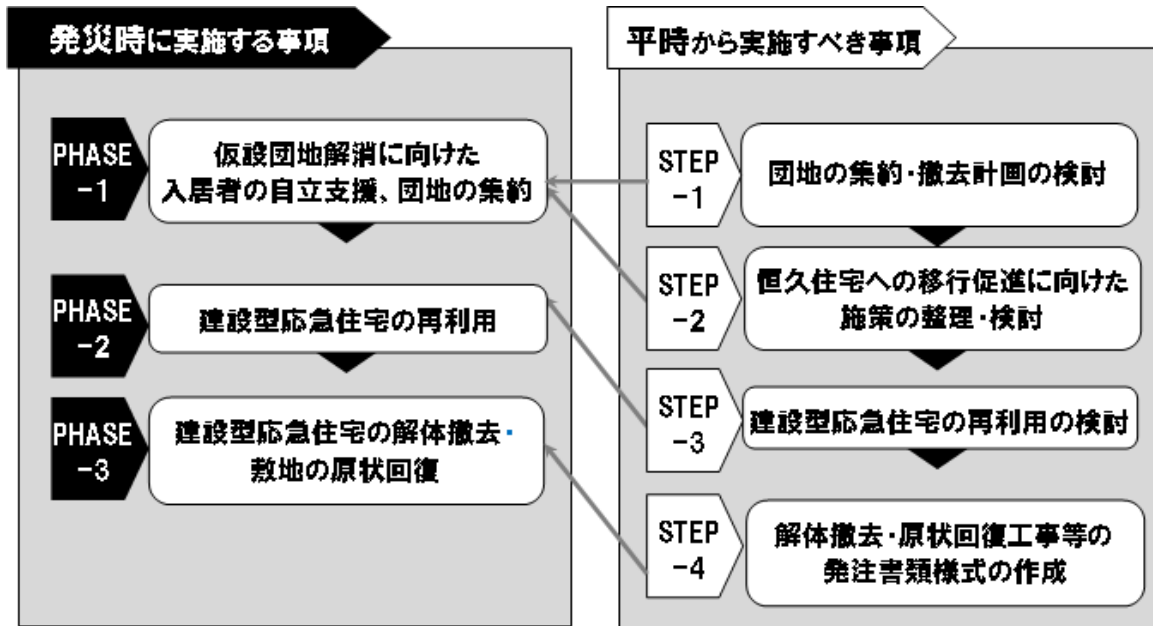 発災時に実施する事項
PHASE
-1
仮設団地解消に向けた
入居者の自立支援、団地の集約
PHASE
-2
建設型応急住宅の再利用
PHASE
-3
建設型応急住宅の解体撤去・
敷地の原状回復
平時から実施すべき事項
STEP
-1
団地の集約・撤去計画の検討
STEP
-2
恒久住宅への移行促進に向けた
施策の整理・検討
STEP
-3
建設型応急住宅の再利用の検討
STEP
-4
解体撤去・原状回復工事等の
発注書類様式の作成